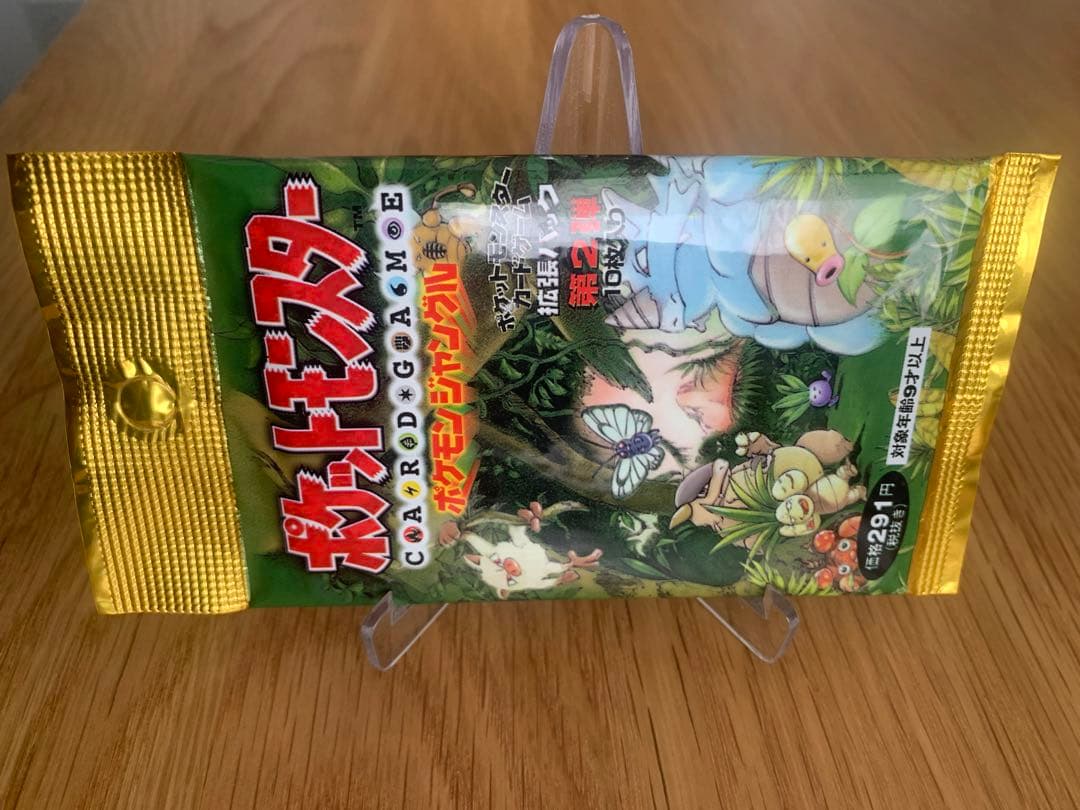 ポケットモンスター™
CARD GAME
ポケモンジャングル
ポケットモンスター
カードゲーム
拡張パック
第2弾
10枚入り
対象年齢9才以上
価格291円
(税抜き)